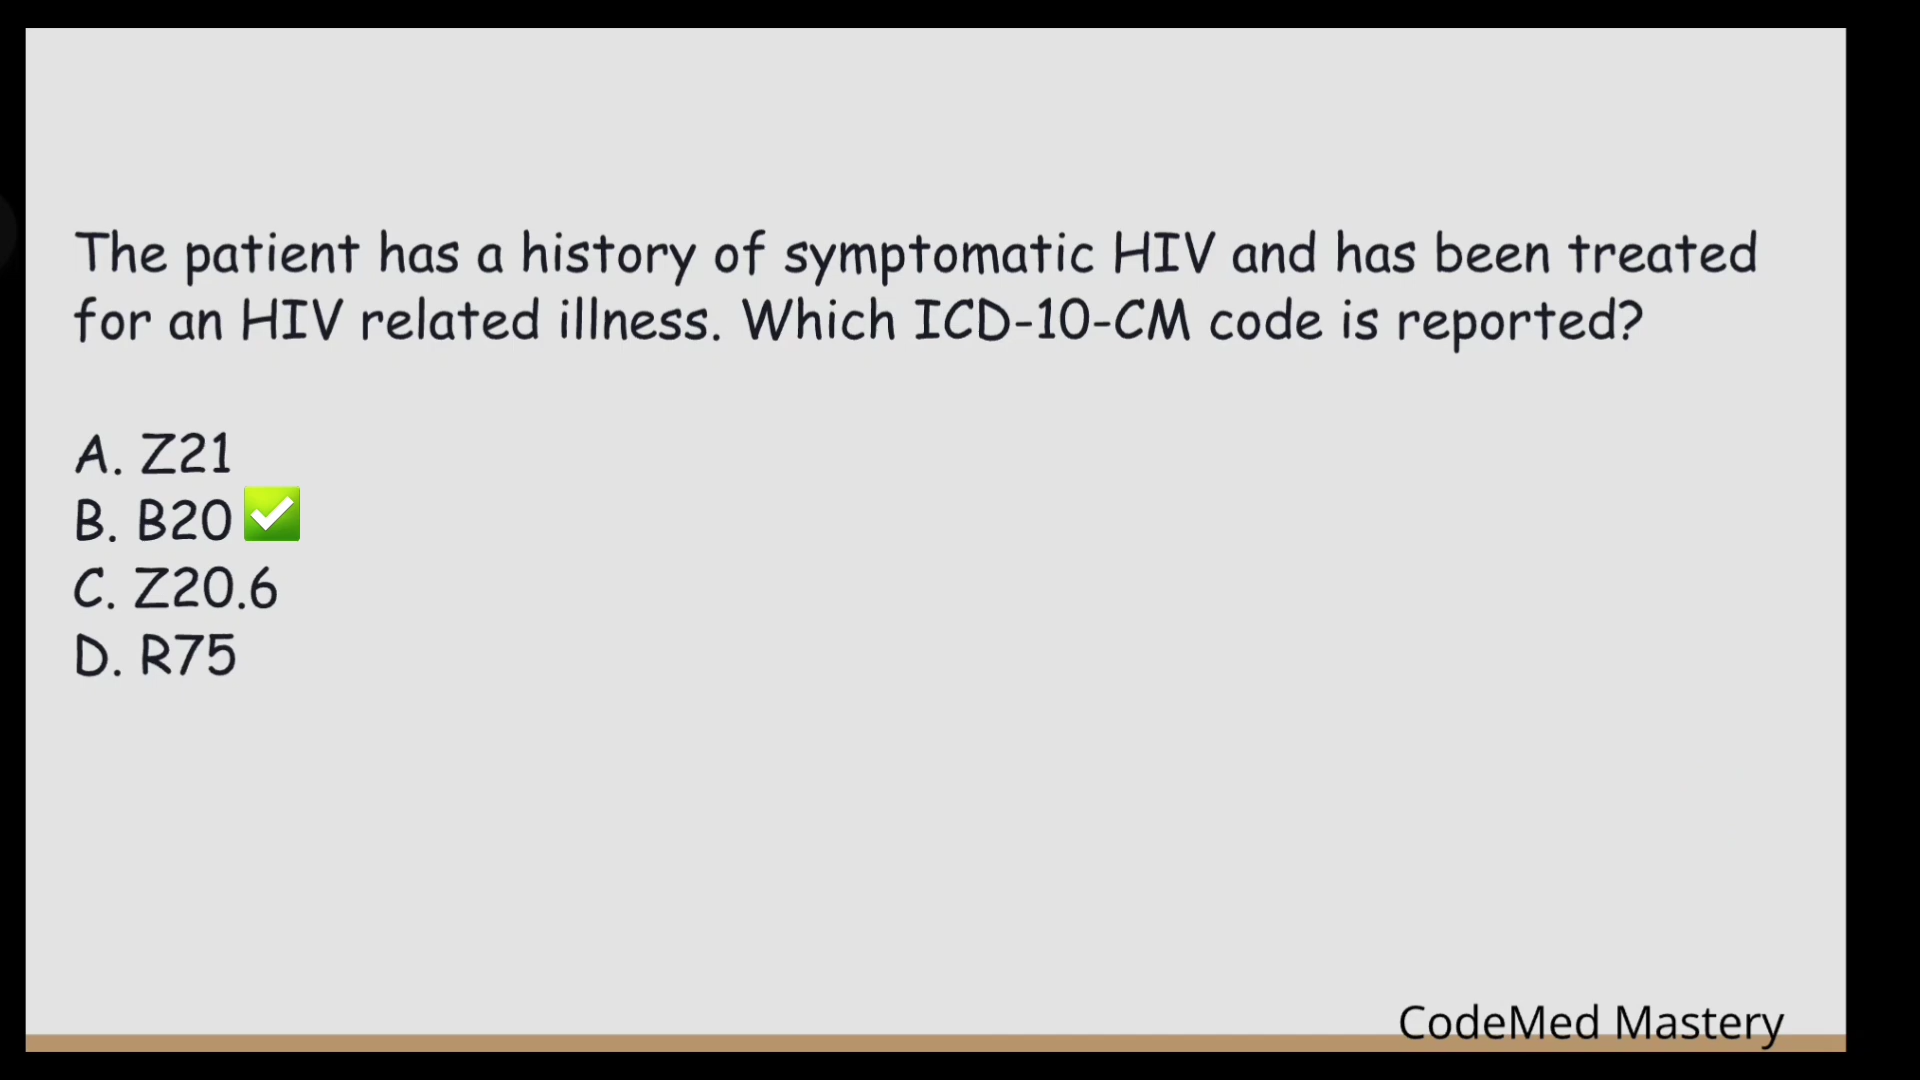 The patient has a history of symptomatic HIV and has been treated
for an HIV related illness. Which ICD-10-CM code is reported?
A. Z21
B. B20 ✅
C. Z20.6
D. R75
CodeMed Mastery